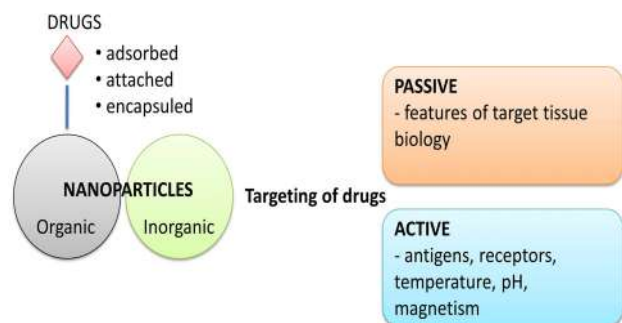 DRUGS
• adsorbed
• attached
• encapsuled
NANOPARTICLES
Organic
Inorganic
Targeting of drugs
PASSIVE
- features of target tissue
biology
ACTIVE
- antigens, receptors,
temperature, pH,
magnetism